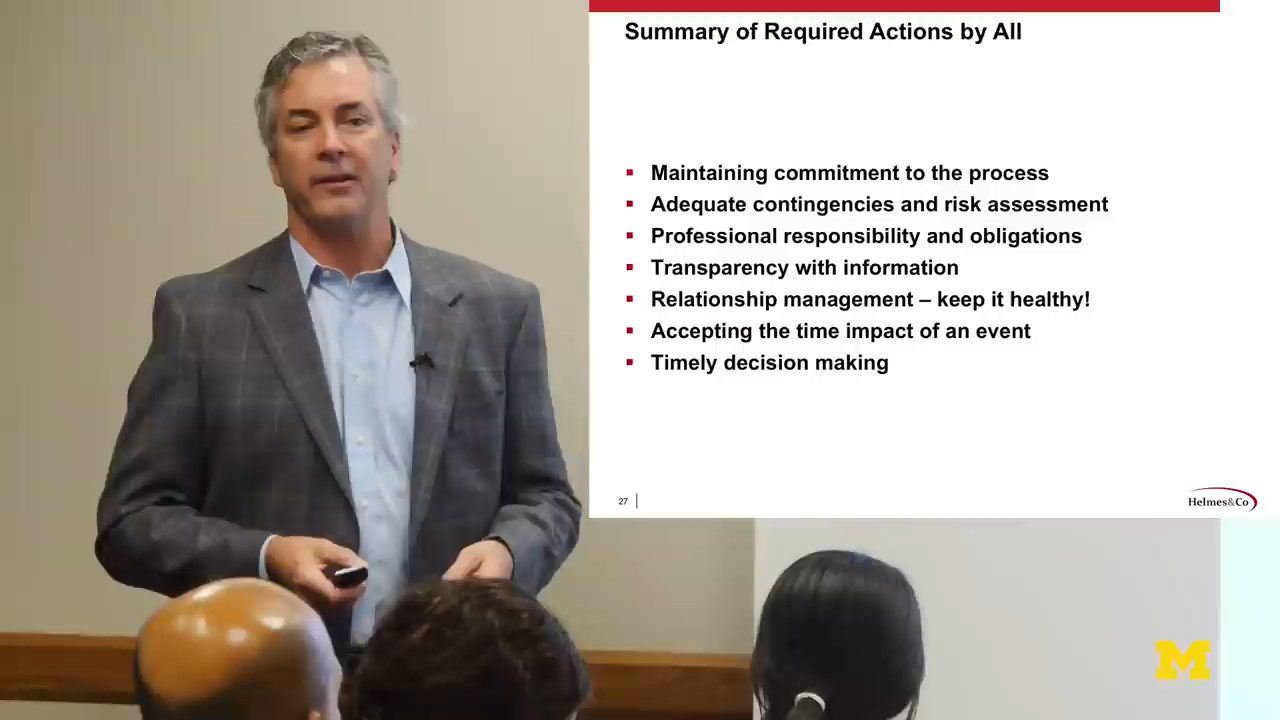 Summary of Required Actions by All
Maintaining commitment to the process
Adequate contingencies and risk assessment
Professional responsibility and obligations
Transparency with information
Relationship management – keep it healthy!
Accepting the time impact of an event
Timely decision making
27
Helmes&Co
M